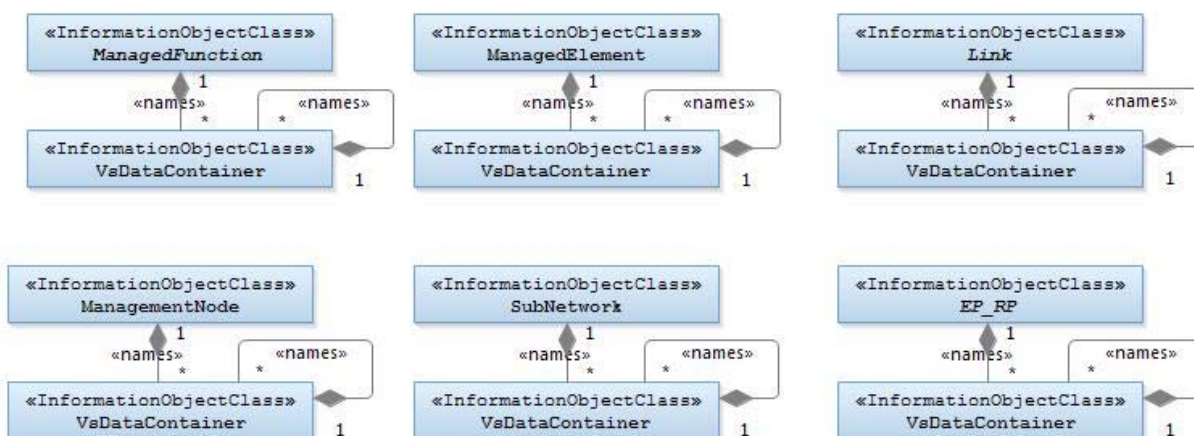 «InformationObjectClass»
ManagedFunction
1
«names»
«names»
*
*
«InformationObjectClass»
VsDataContainer
1
«InformationObjectClass»
ManagedElement
1
«names»
«names»
*
*
«InformationObjectClass»
VsDataContainer
1
«InformationObjectClass»
Link
1
«names»
«names»
*
*
«InformationObjectClass»
VsDataContainer
1
«InformationObjectClass»
ManagementNode
1
«names»
«names»
*
*
«InformationObjectClass»
VsDataContainer
1
«InformationObjectClass»
SubNetwork
1
«names»
«names»
*
*
«InformationObjectClass»
VsDataContainer
1
«InformationObjectClass»
EP_RP
1
«names»
«names»
*
*
«InformationObjectClass»
VsDataContainer
1